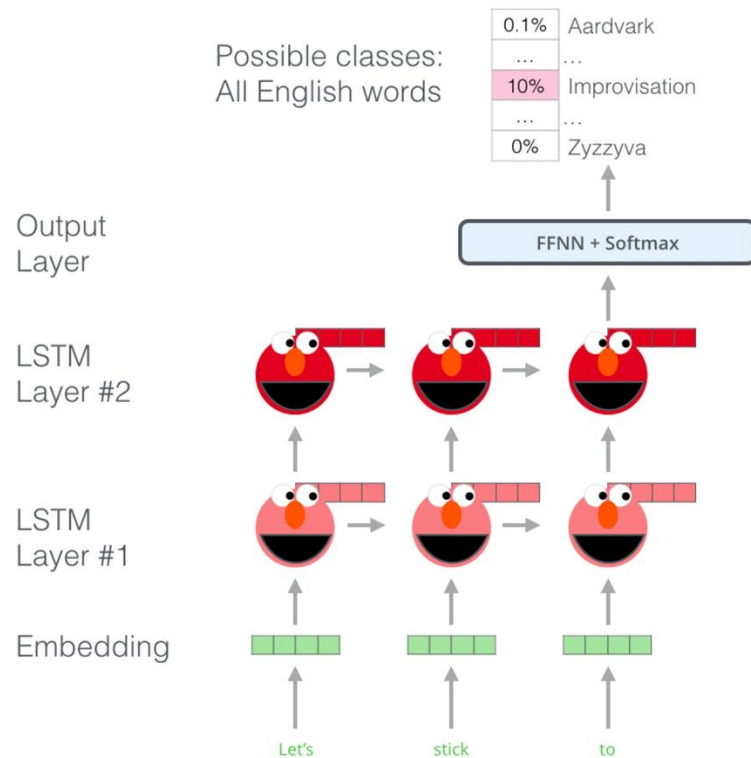 Possible classes:
All English words
0.1% Aardvark
... ...
10% Improvisation
... ...
0% Zyzzyva
Output
Layer
FFNN + Softmax
LSTM
Layer #2
LSTM
Layer #1
Embedding
Let's stick to